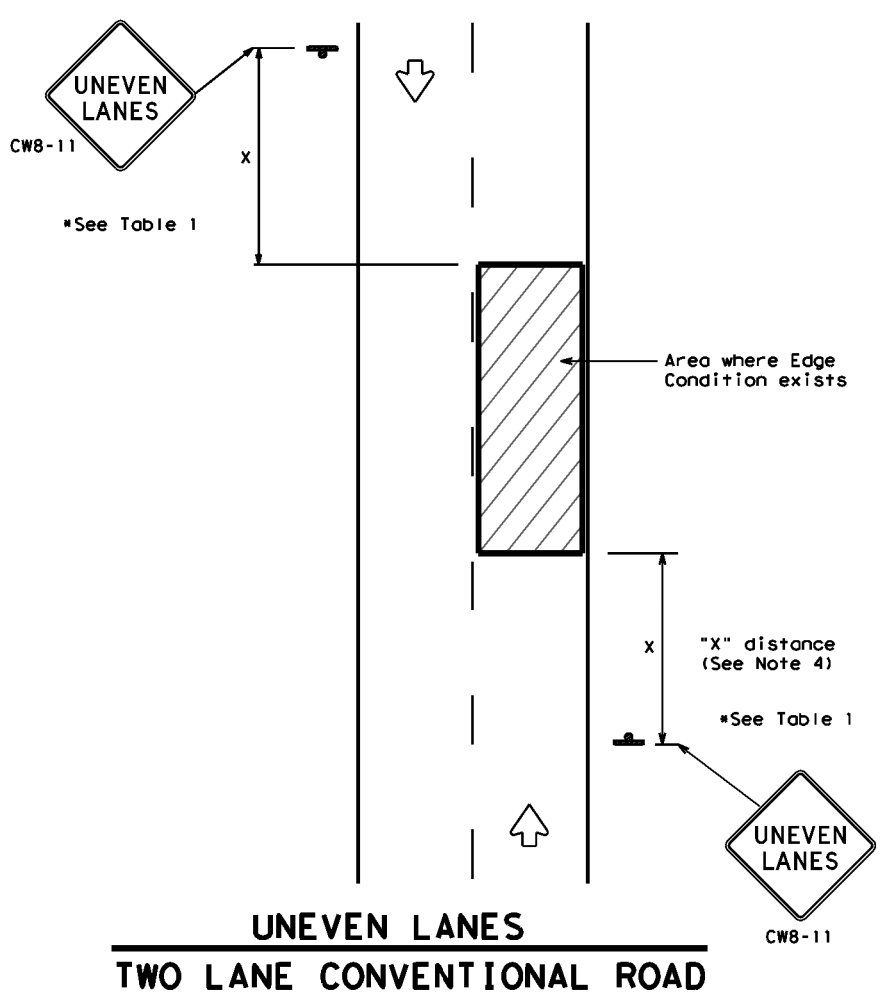 UNEVEN
LANES
CW8-11
X
*See Table 1
Area where Edge
Condition exists
X
"X" distance
(See Note 4)
*See Table 1
UNEVEN
LANES
CW8-11
UNEVEN LANES
TWO LANE CONVENTIONAL ROAD